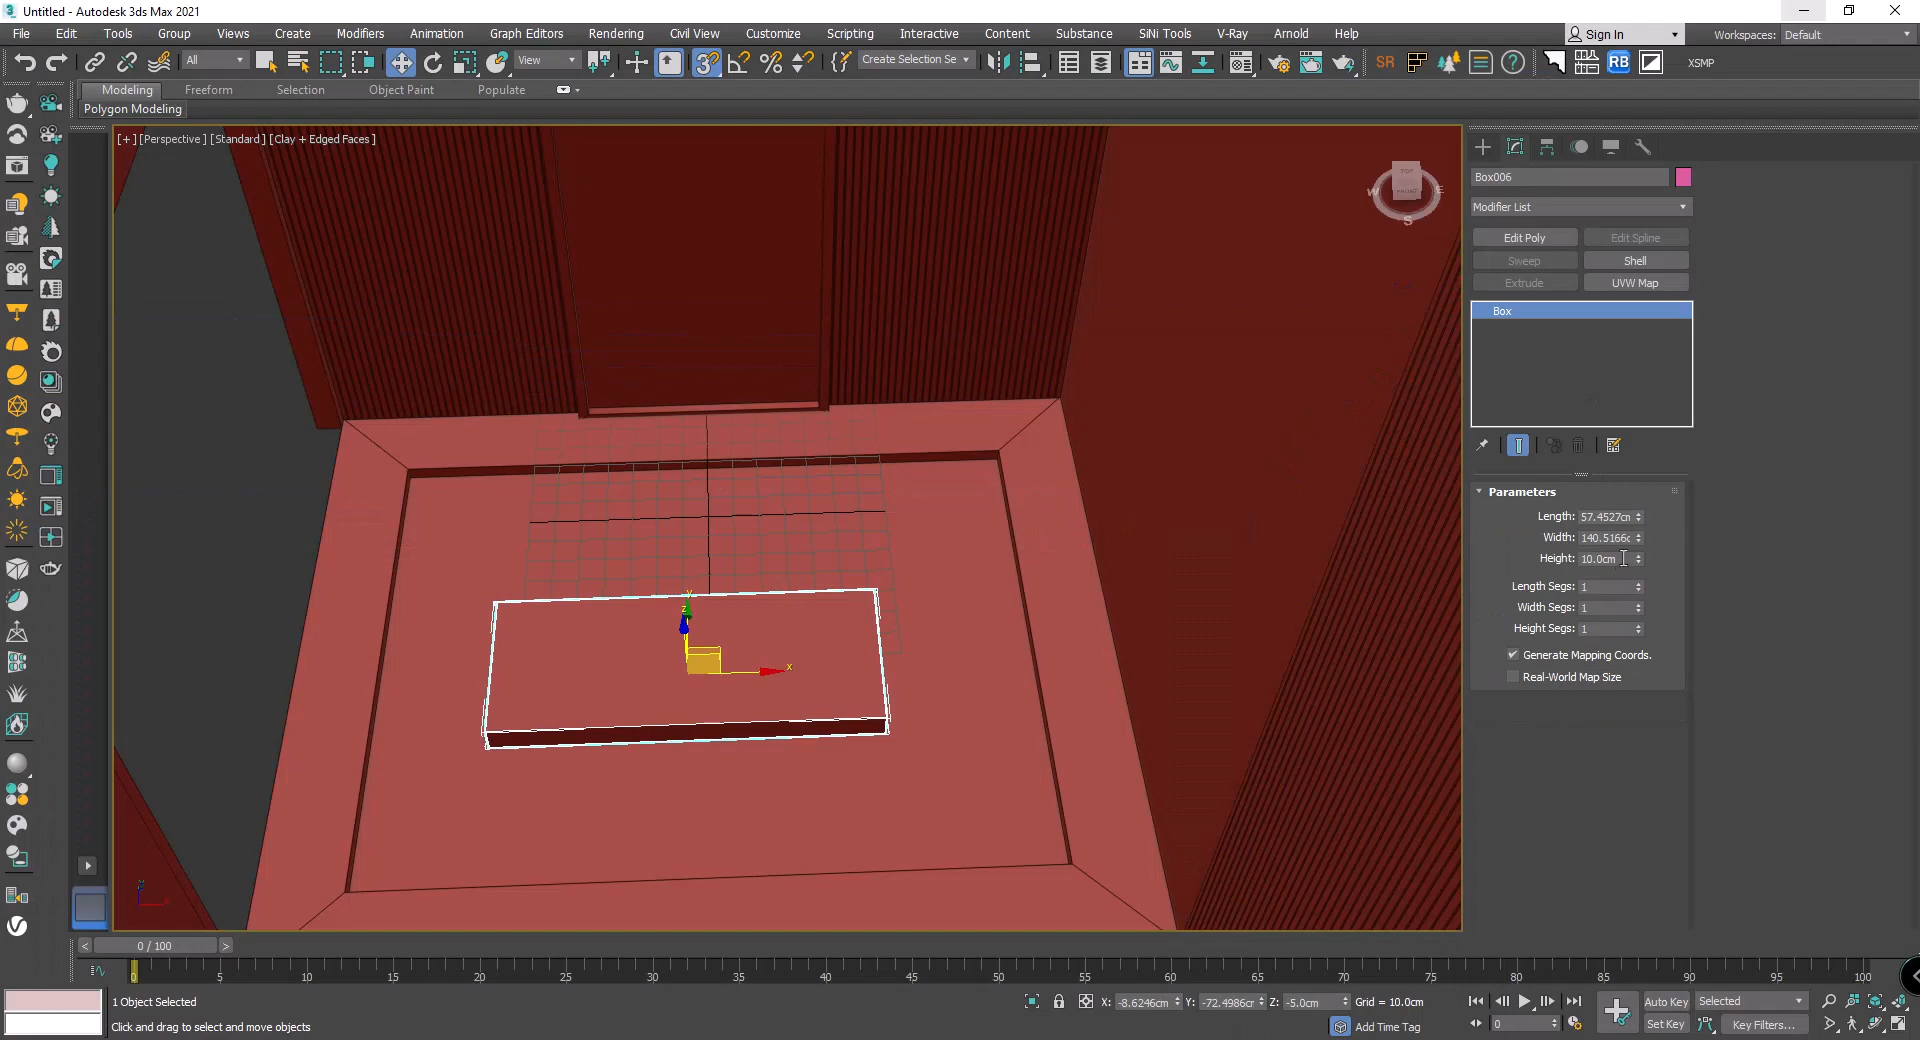 Untitled - Autodesk 3ds Max 2021
File Edit Tools Group Views Create Modifiers Animation Graph Editors Rendering Civil View Customize Scripting Interactive Content Substance SiNi Tools V-Ray Arnold Help
Sign In
Workspaces: Default
All
View
Create Selection Se
SR
RB
XSMP
Modeling Freeform Selection Object Paint Populate
Polygon Modeling
[+] [Perspective ] [Standard ] [Clay + Edged Faces ]
TOP
FRONT
W
E
S
Box006
Modifier List
Edit Poly Edit Spline
Sweep Shell
Extrude UVW Map
Box
Parameters
Length: 57.4527cm
Width: 140.5166c
Height: 10.0cm
Length Segs: 1
Width Segs: 1
Height Segs: 1
Generate Mapping Coords.
Real-World Map Size
y
z
x
< 0 / 100 >
0 5 10 15 20 25 30 35 40 45 50 55 60 65 70 75 80 85 90 95 100
1 Object Selected
X: -8.6246cm Y: -72.4986cm Z: -5.0cm Grid = 10.0cm
Auto Key Selected
Click and drag to select and move objects
Add Time Tag
0
Set Key Key Filters...